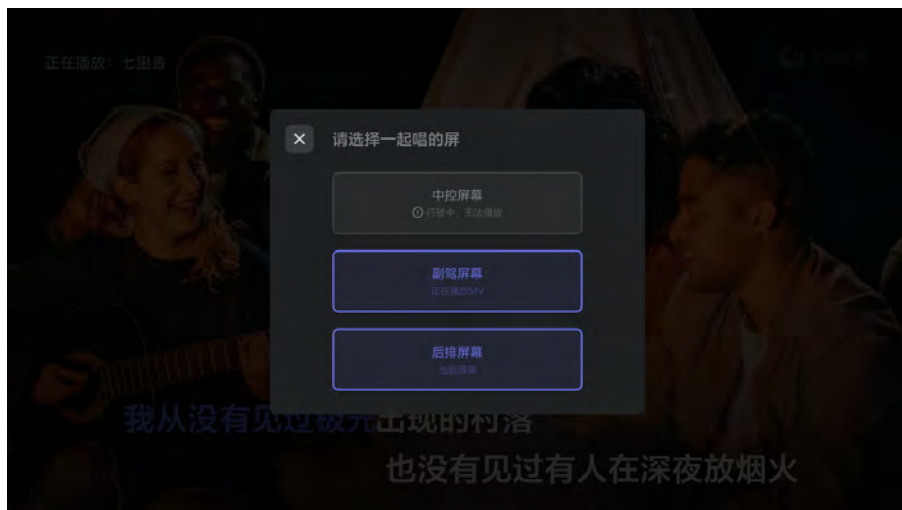 正在播放：七里香
请选择一起唱的屏
中控屏幕
行驶中，无法播放
副驾屏幕
正在播放MV
后排屏幕
当前屏幕
我从没有见过极光出现的村落
也没有见过有人在深夜放烟火